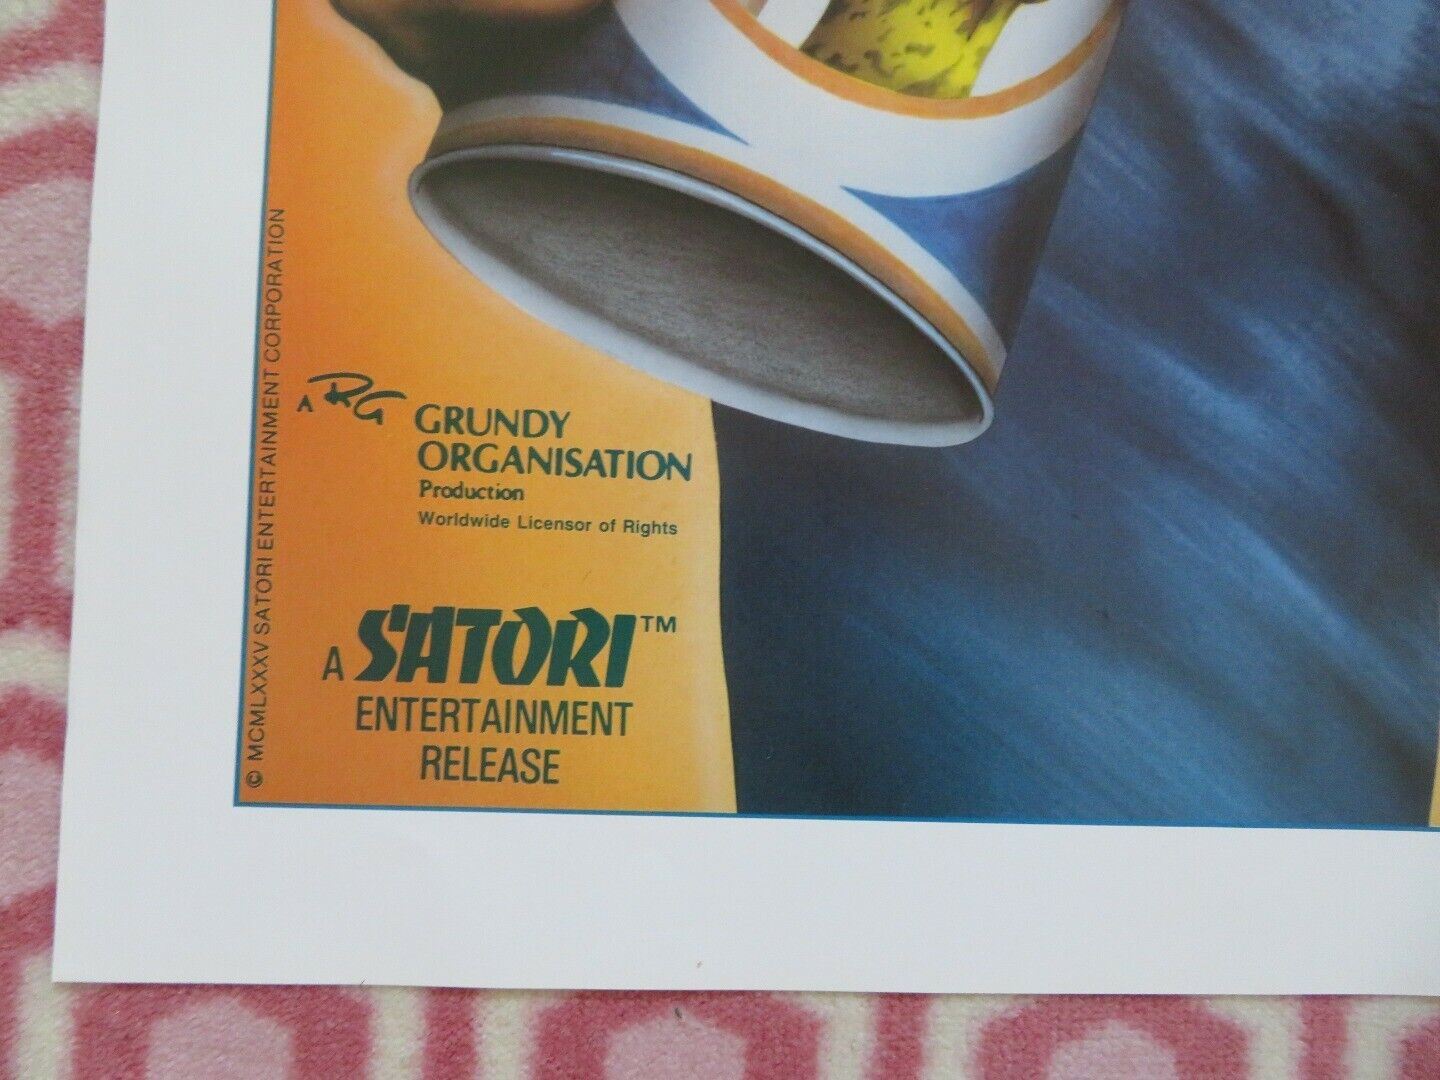 © MCMLXXXV SATORI ENTERTAINMENT CORPORATION
A RG GRUNDY
ORGANISATION
Production
Worldwide Licensor of Rights
A SATORI™
ENTERTAINMENT
RELEASE